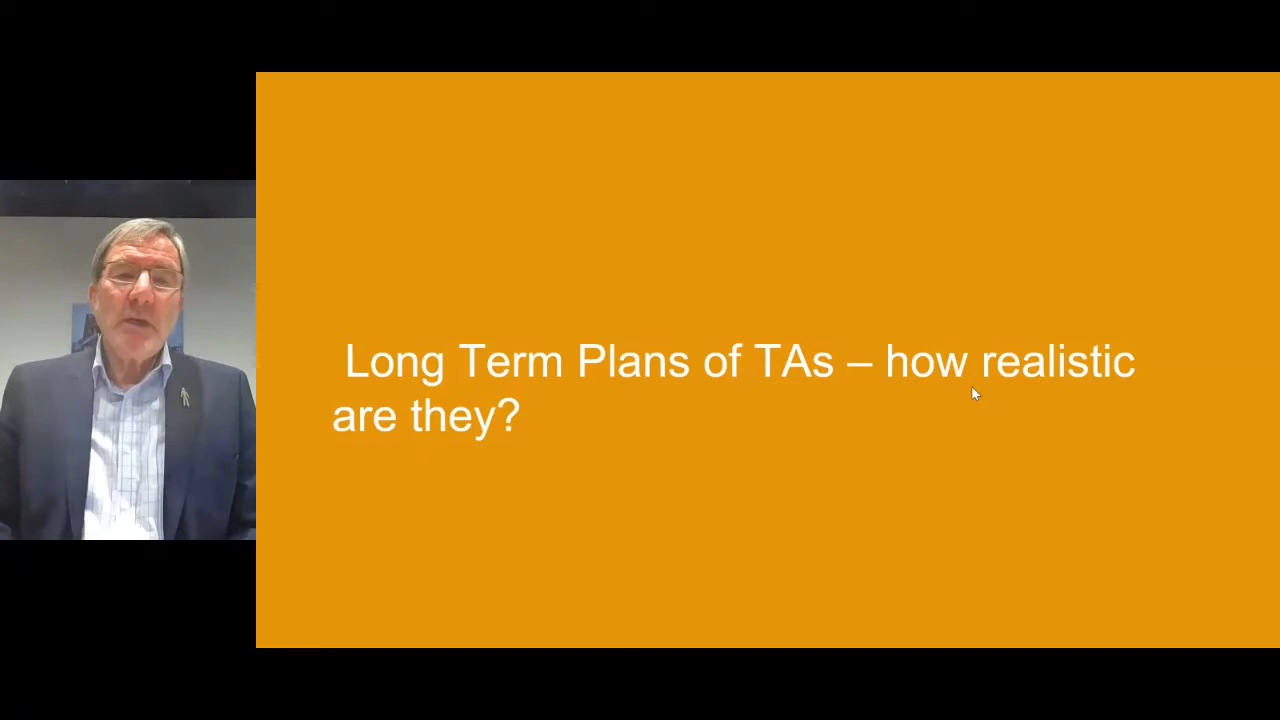 Long Term Plans of TAs – how realistic
are they?